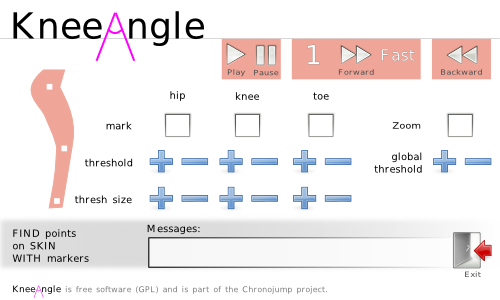 KneeAngle
Play Pause
1 Fast
Forward
Backward
hip knee toe
mark Zoom
threshold global threshold
thresh size
FIND points
on SKIN
WITH markers
Messages:
Exit
KneeAngle is free software (GPL) and is part of the Chronojump project.